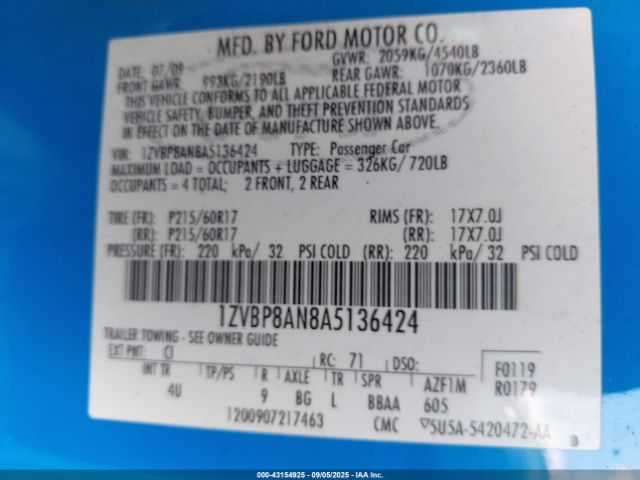 MFD. BY FORD MOTOR CO.
DATE: 07/09 GVWR: 2059KG/4540LB
FRONT GAWR: 993KG/2190LB REAR GAWR: 1070KG/2360LB
THIS VEHICLE CONFORMS TO ALL APPLICABLE FEDERAL MOTOR
VEHICLE SAFETY, BUMPER, AND THEFT PREVENTION STANDARDS
IN EFFECT ON THE DATE OF MANUFACTURE SHOWN ABOVE.
VIN: 1ZVBP8AN8A5136424 TYPE: Passenger Car
MAXIMUM LOAD = OCCUPANTS + LUGGAGE = 326KG/ 720LB
OCCUPANTS = 4 TOTAL; 2 FRONT, 2 REAR
TIRE (FR): P215/60R17 RIMS (FR): 17X7.0J
(RR): P215/60R17 (RR): 17X7.0J
PRESSURE (FR): 220 kPa/ 32 PSI COLD (RR): 220 kPa/ 32 PSI COLD
1ZVBP8AN8A5136424
TRAILER TOWING - SEE OWNER GUIDE
EXT PNT: CI RC: 71 DSO: F0119
INT TR TP/PS R AXLE TR SPR AZF1M R0179
4U 9 BG L BBAA 605
1200907217463 CMC 5U5A-5420472-AA
000-43154925 - 09/05/2025 - IAAI.COM